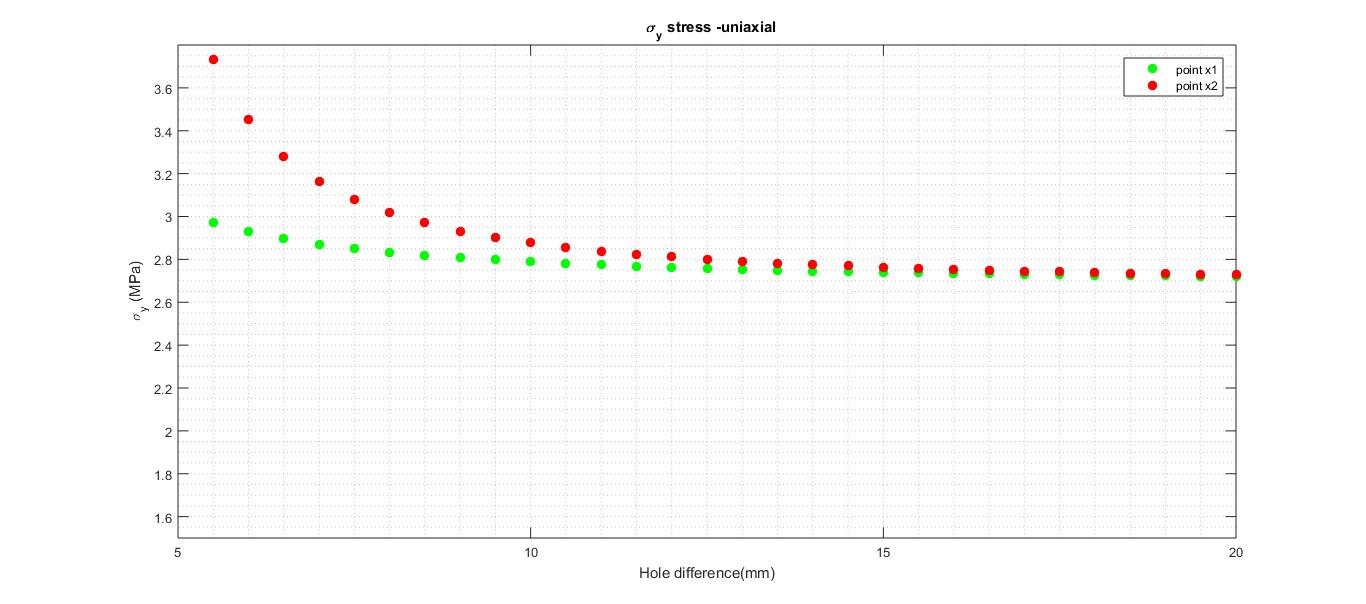 σy stress -uniaxial
point x1
point x2
3.6
3.4
3.2
3
2.8
2.6
2.4
2.2
2
1.8
1.6
σy (MPa)
5 10 15 20
Hole difference(mm)